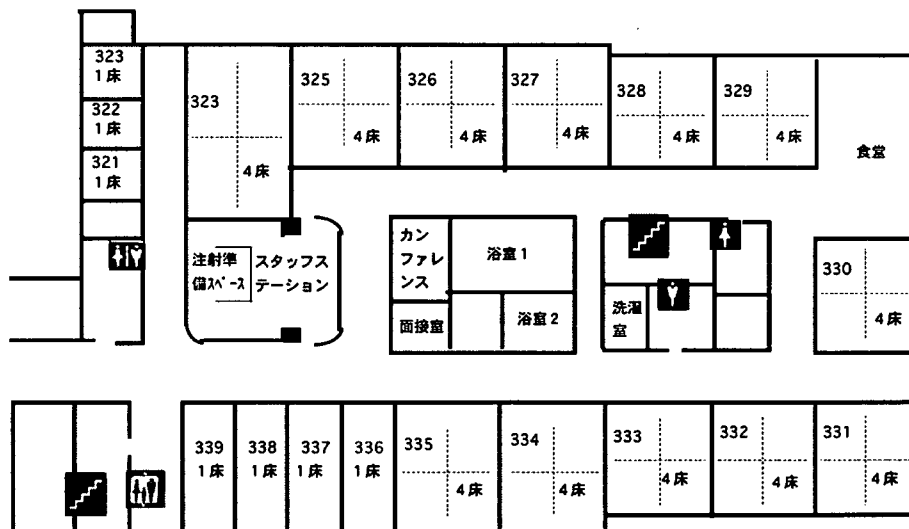 323
1床
322
1床
321
1床
323
4床
325
4床
326
4床
327
4床
328
4床
329
4床
食堂
注射準
備スペース
スタッフス
テーション
カン
ファレ
ンス
面接室
浴室1
浴室2
洗濯
室
330
4床
339
1床
338
1床
337
1床
336
1床
335
4床
334
4床
333
4床
332
4床
331
4床